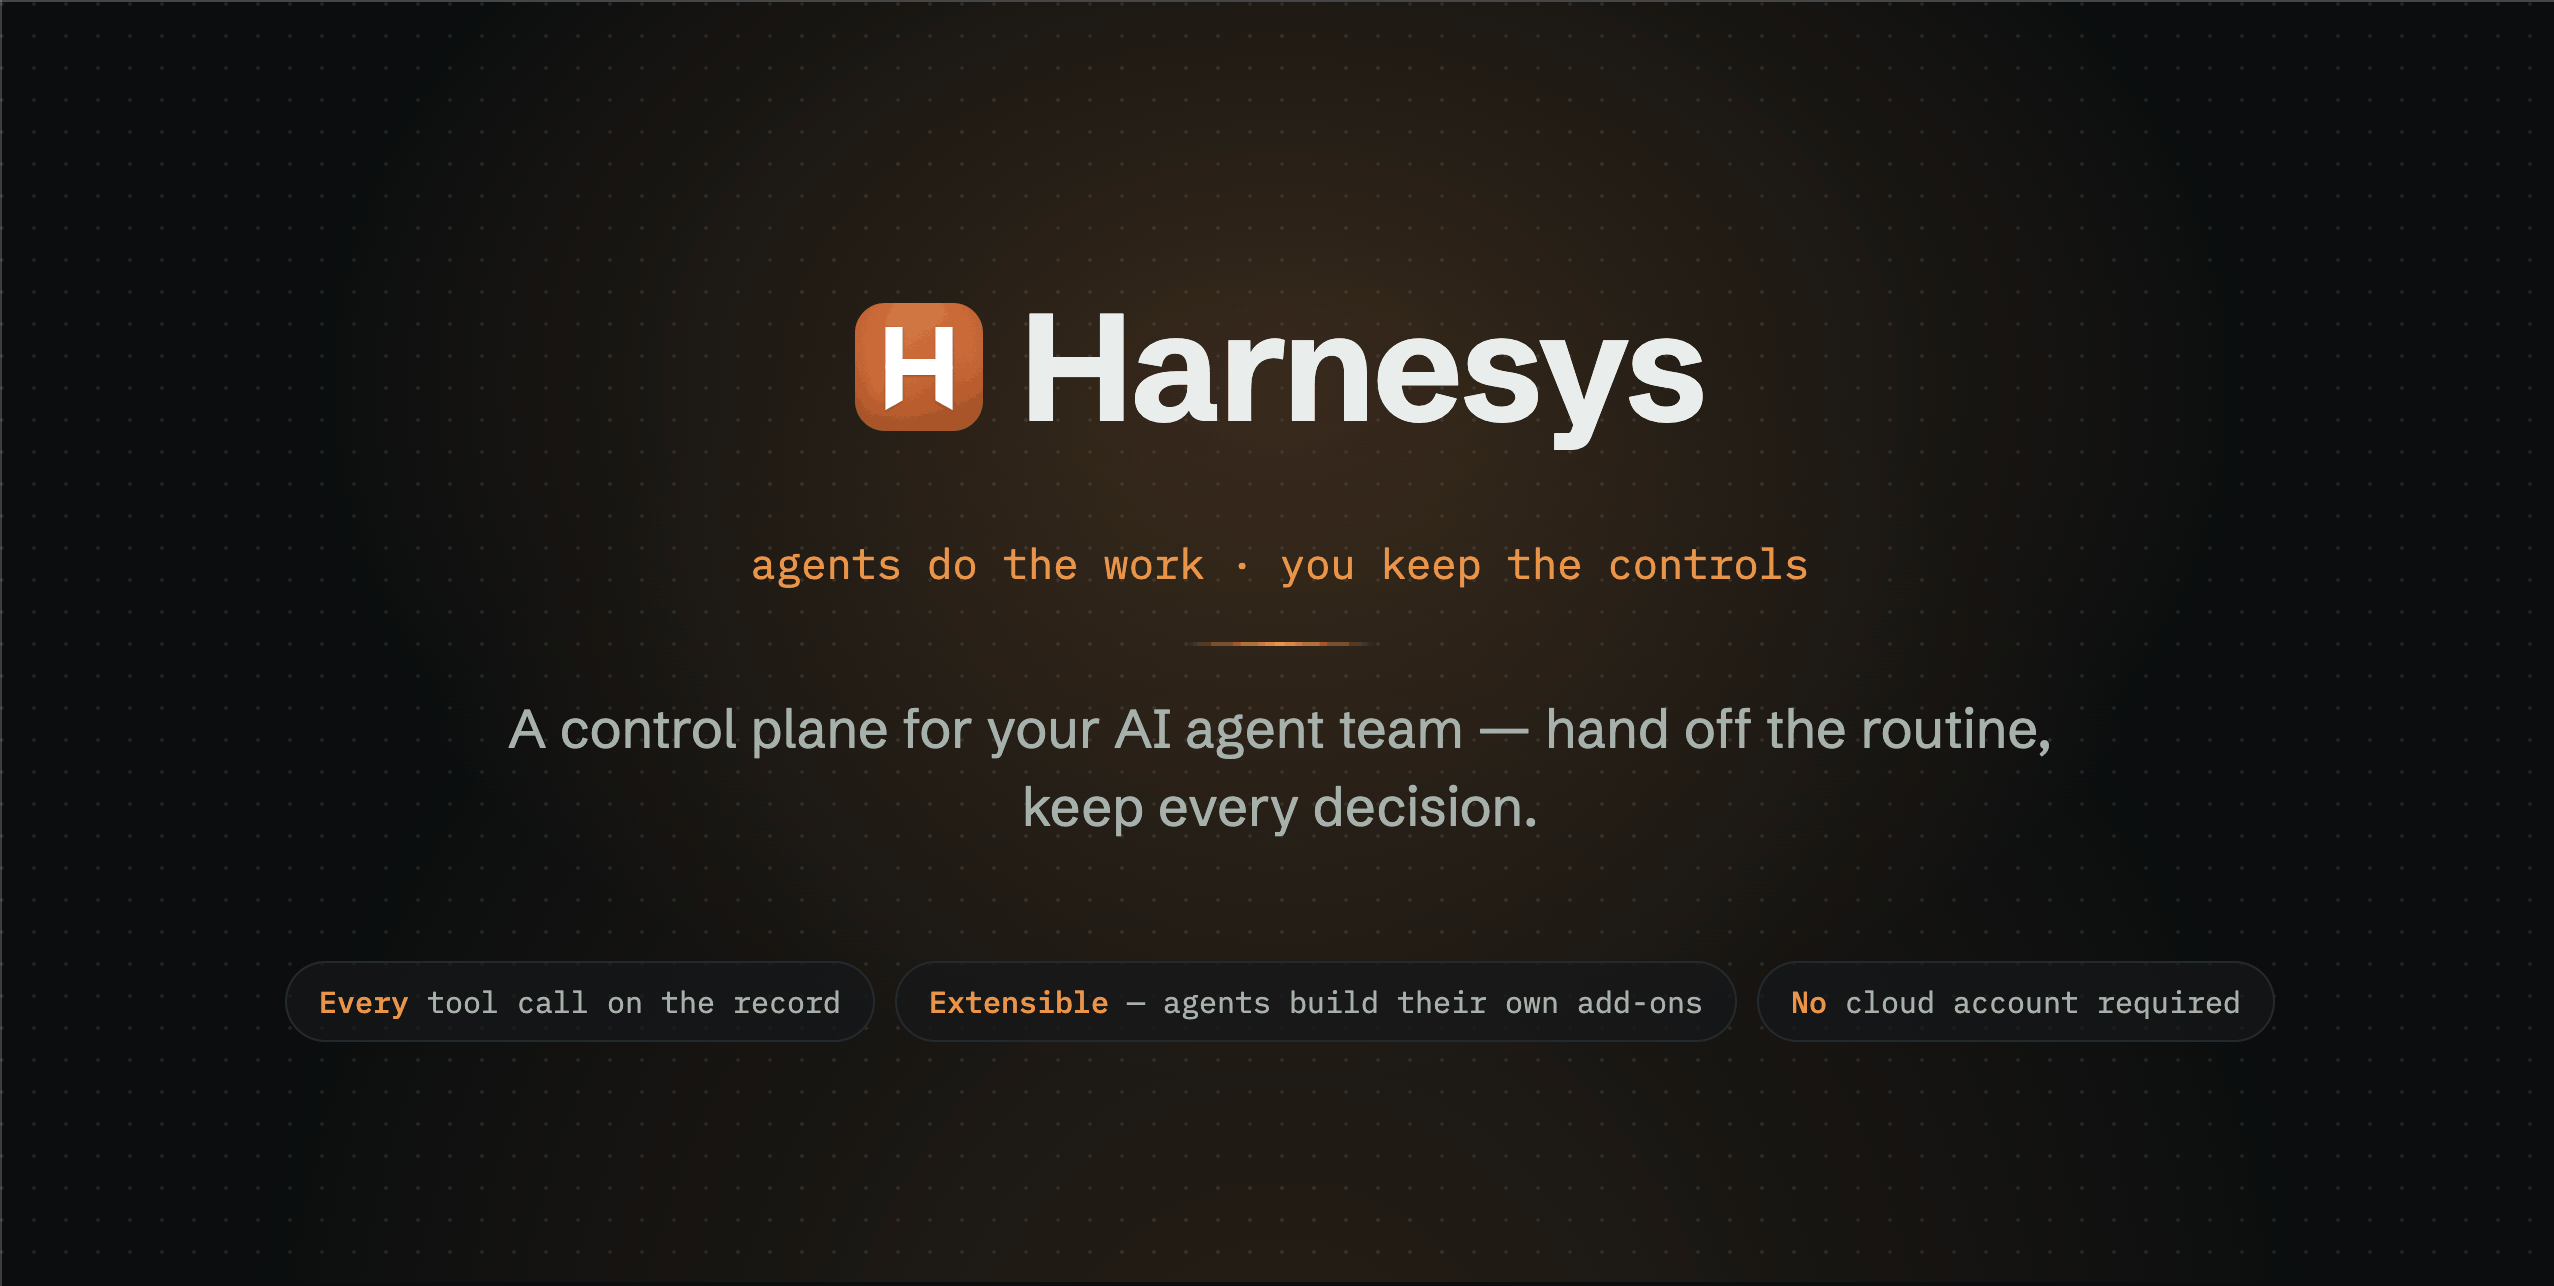 H Harnesys
agents do the work · you keep the controls
A control plane for your AI agent team — hand off the routine,
keep every decision.
Every tool call on the record
Extensible — agents build their own add-ons
No cloud account required